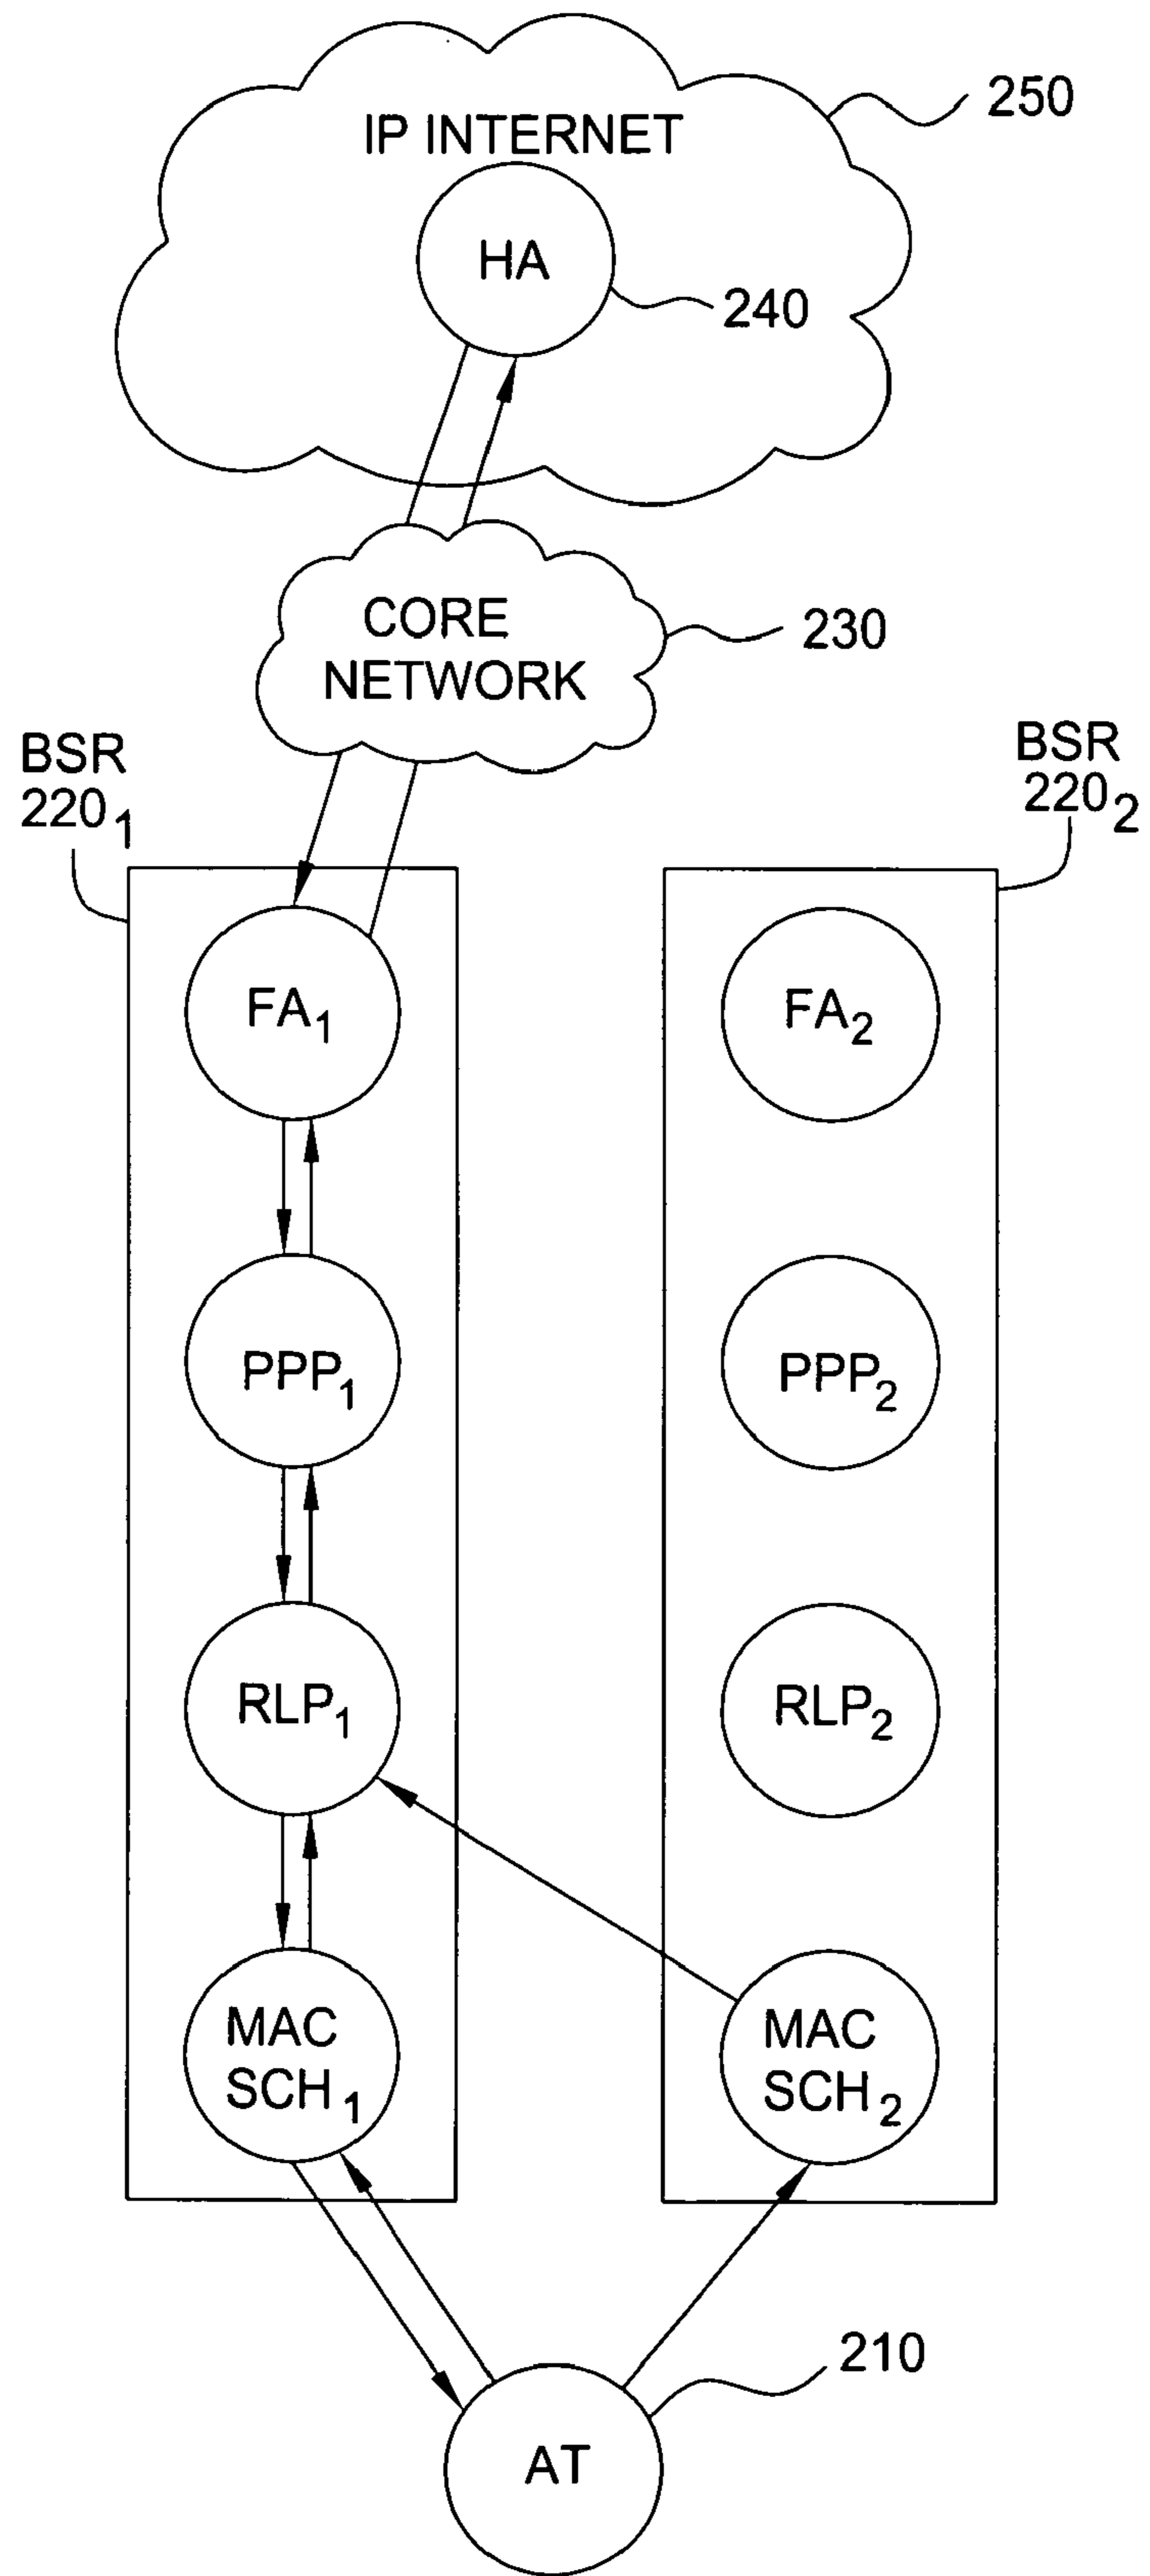 250
IP INTERNET
HA
240
CORE
NETWORK
230
BSR
220₁
BSR
220₂
FA₁
FA₂
PPP₁
PPP₂
RLP₁
RLP₂
MAC
SCH₁
MAC
SCH₂
210
AT